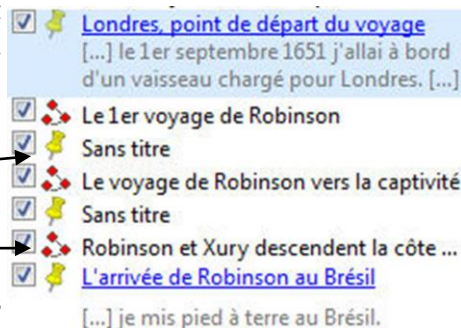 Londres, point de départ du voyage
[...] le 1er septembre 1651 j'allai à bord
d'un vaisseau chargé pour Londres. [...]
Le 1er voyage de Robinson
Sans titre
Le voyage de Robinson vers la captivité
Sans titre
Robinson et Xury descendent la côte ...
L'arrivée de Robinson au Brésil
[...] je mis pied à terre au Brésil.